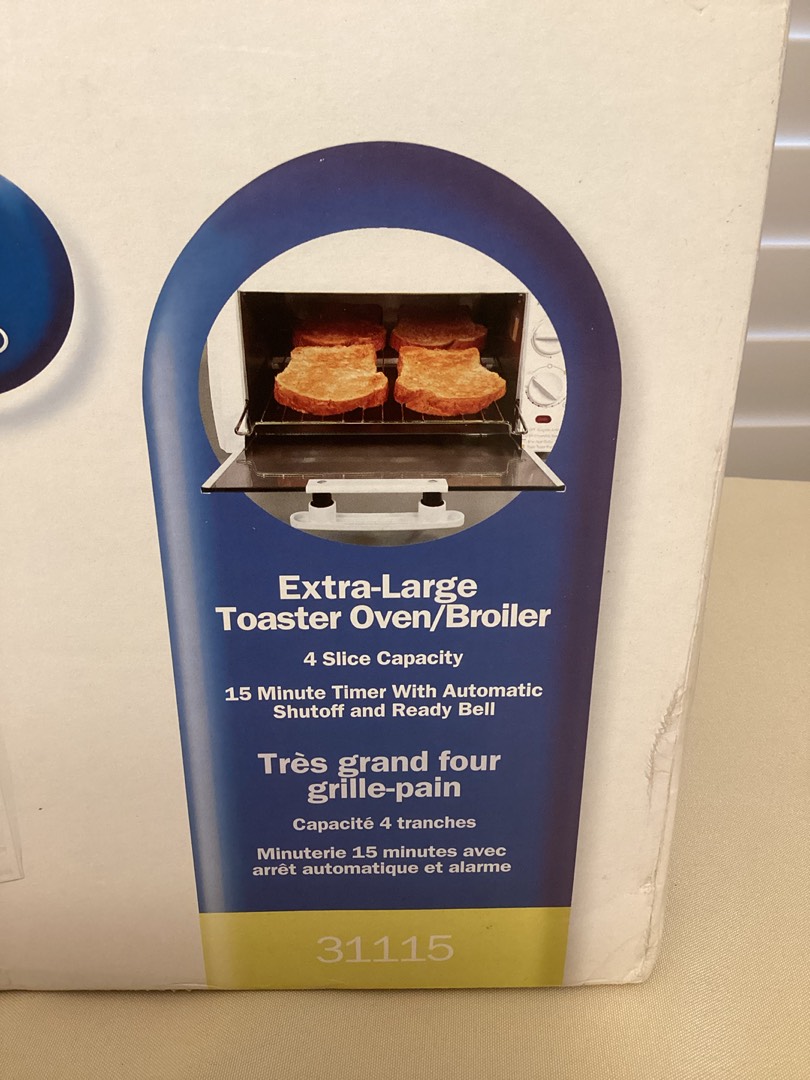 Extra-Large
Toaster Oven/Broiler
4 Slice Capacity
15 Minute Timer With Automatic
Shutoff and Ready Bell
Très grand four
grille-pain
Capacité 4 tranches
Minuterie 15 minutes avec
arrêt automatique et alarme
31115